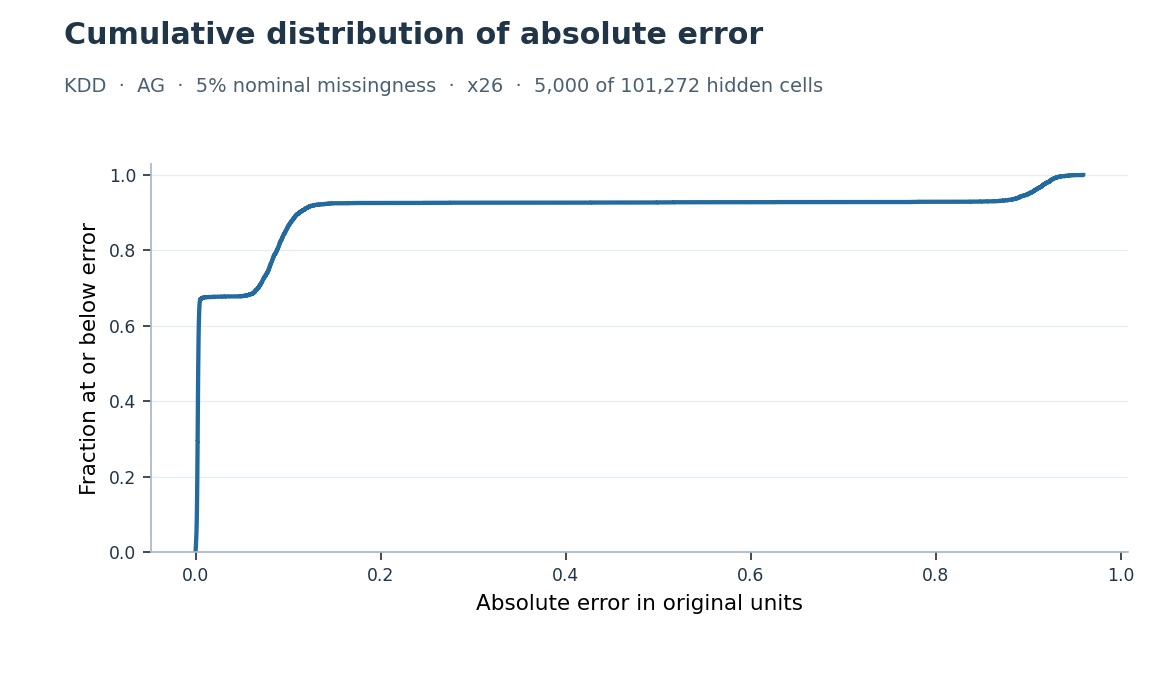 Cumulative distribution of absolute error
KDD · AG · 5% nominal missingness · x26 · 5,000 of 101,272 hidden cells
Fraction at or below error
1.0
0.8
0.6
0.4
0.2
0.0
0.0 0.2 0.4 0.6 0.8 1.0
Absolute error in original units